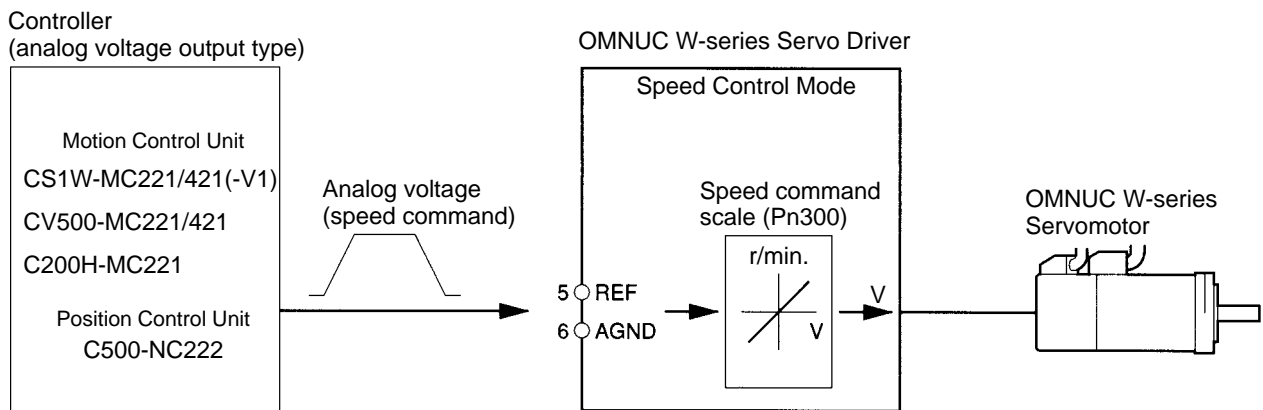 Controller
(analog voltage output type)
Motion Control Unit
CS1W-MC221/421(-V1)
CV500-MC221/421
C200H-MC221
Position Control Unit
C500-NC222
Analog voltage
(speed command)
OMNUC W-series Servo Driver
Speed Control Mode
5 REF
6 AGND
Speed command
scale (Pn300)
r/min.
V
V
OMNUC W-series
Servomotor